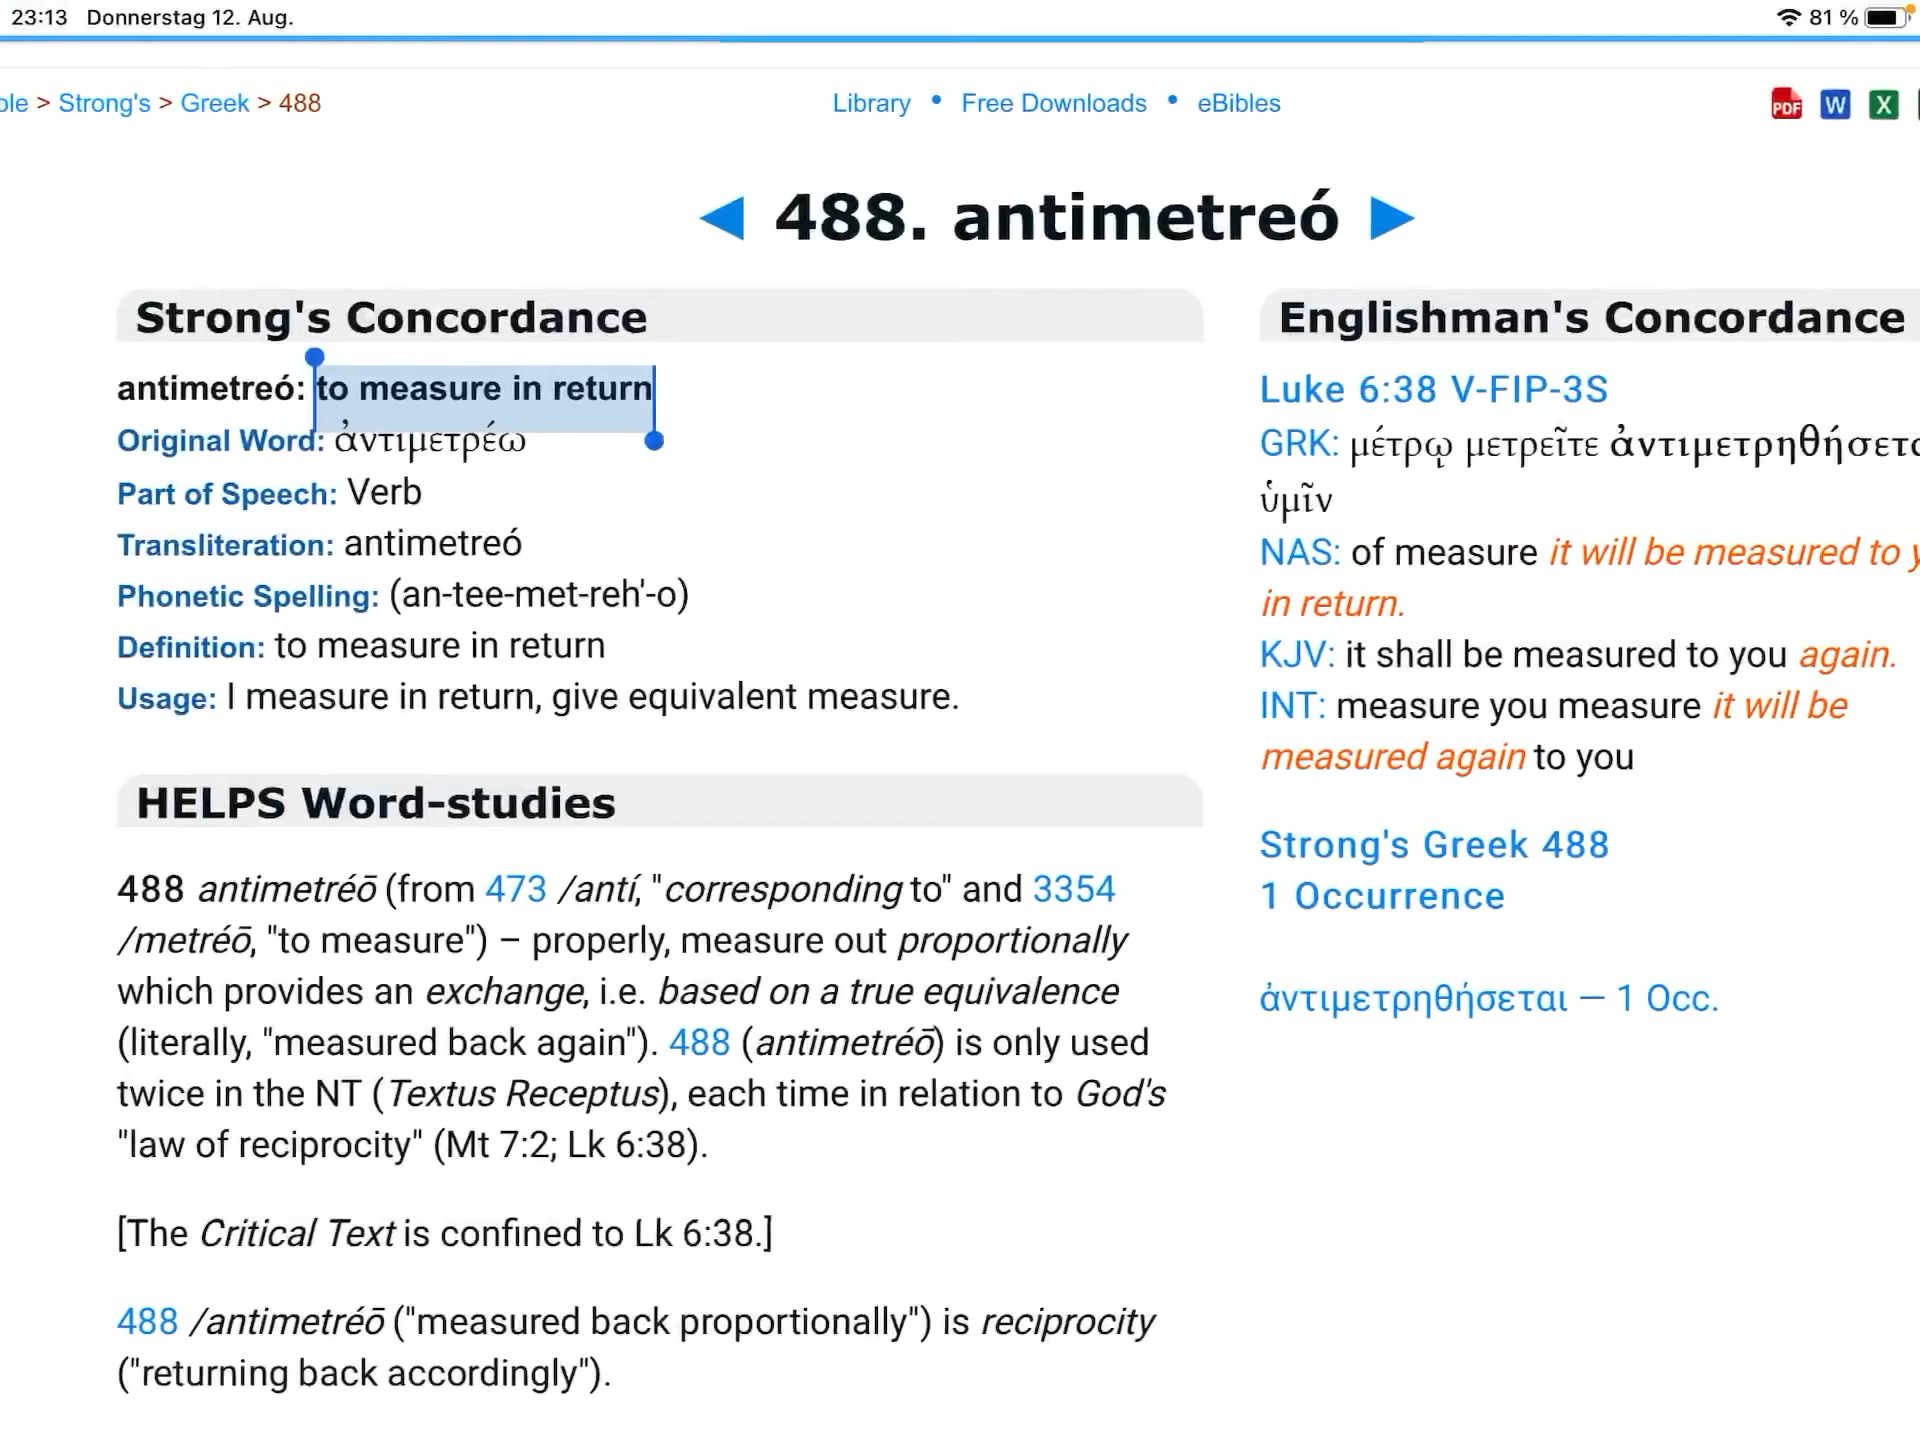 23:13 Donnerstag 12. Aug.
81 %
> Strong's > Greek > 488
Library • Free Downloads • eBibles
PDF W X
◀ 488. antimetreó ▶
Strong's Concordance
antimetreó: to measure in return
Original Word: ἀντιμετρέω
Part of Speech: Verb
Transliteration: antimetreó
Phonetic Spelling: (an-tee-met-reh'-o)
Definition: to measure in return
Usage: I measure in return, give equivalent measure.
HELPS Word-studies
488 antimetréō (from 473 /antí, "corresponding to" and 3354
/metréō, "to measure") – properly, measure out proportionally
which provides an exchange, i.e. based on a true equivalence
(literally, "measured back again"). 488 (antimetréō) is only used
twice in the NT (Textus Receptus), each time in relation to God's
"law of reciprocity" (Mt 7:2; Lk 6:38).
[The Critical Text is confined to Lk 6:38.]
488 /antimetréō ("measured back proportionally") is reciprocity
("returning back accordingly").
Englishman's Concordance
Luke 6:38 V-FIP-3S
GRK: μέτρῳ μετρεῖτε
ὑμῖν
NAS: of measure it will be measured to
in return.
KJV: it shall be measured to you again.
INT: measure you measure it will be
measured again to you
Strong's Greek 488
1 Occurrence
ἀντιμετρηθήσεται — 1 Occ.